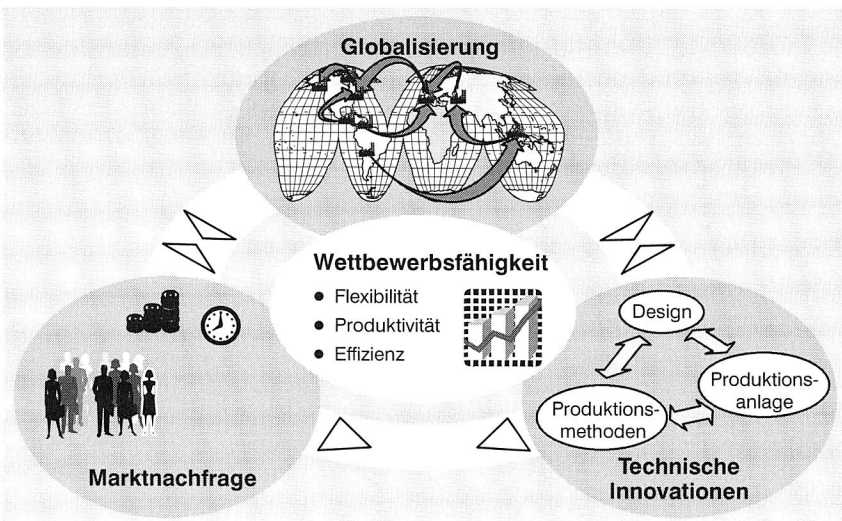 Globalisierung
Wettbewerbsfähigkeit
• Flexibilität
• Produktivität
• Effizienz
Marktnachfrage
Design
Produktions-
anlage
Produktions-
methoden
Technische
Innovationen